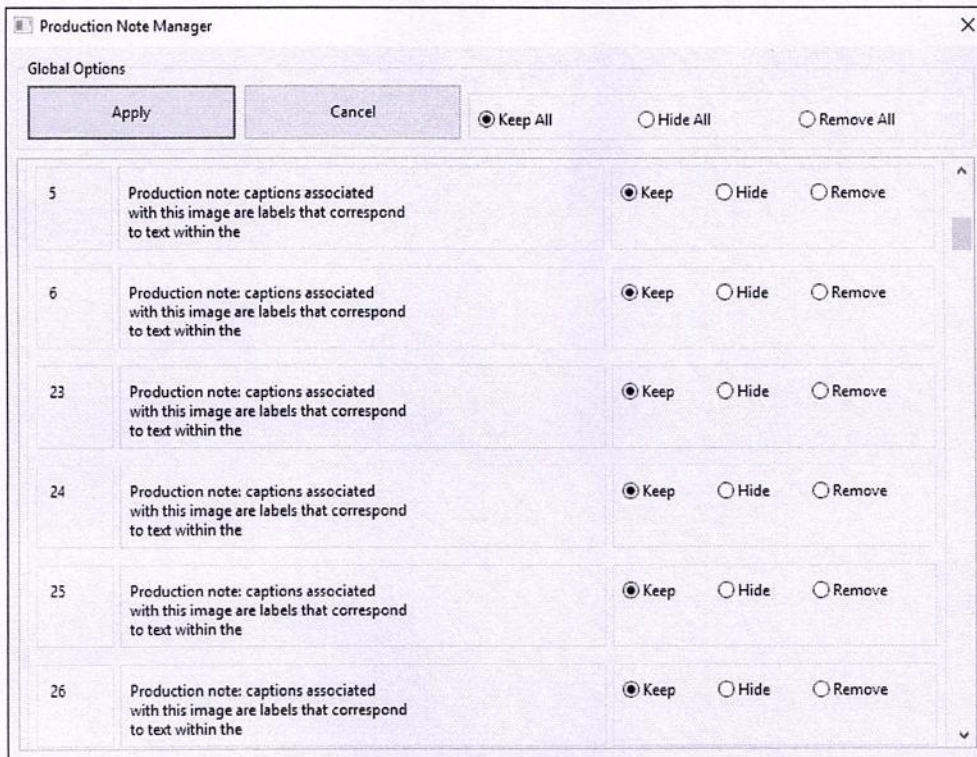 Production Note Manager
Global Options
Apply Cancel Keep All Hide All Remove All
5 Production note: captions associated Keep Hide Remove
with this image are labels that correspond
to text within the
6 Production note: captions associated Keep Hide Remove
with this image are labels that correspond
to text within the
23 Production note: captions associated Keep Hide Remove
with this image are labels that correspond
to text within the
24 Production note: captions associated Keep Hide Remove
with this image are labels that correspond
to text within the
25 Production note: captions associated Keep Hide Remove
with this image are labels that correspond
to text within the
26 Production note: captions associated Keep Hide Remove
with this image are labels that correspond
to text within the